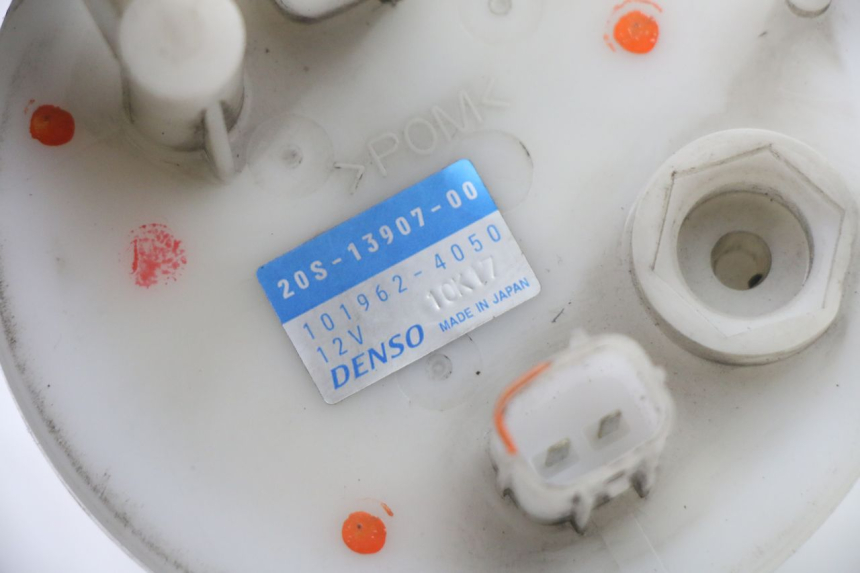 >POM<
20S-13907-00
101962-4050
12V 10K17
DENSO MADE IN JAPAN